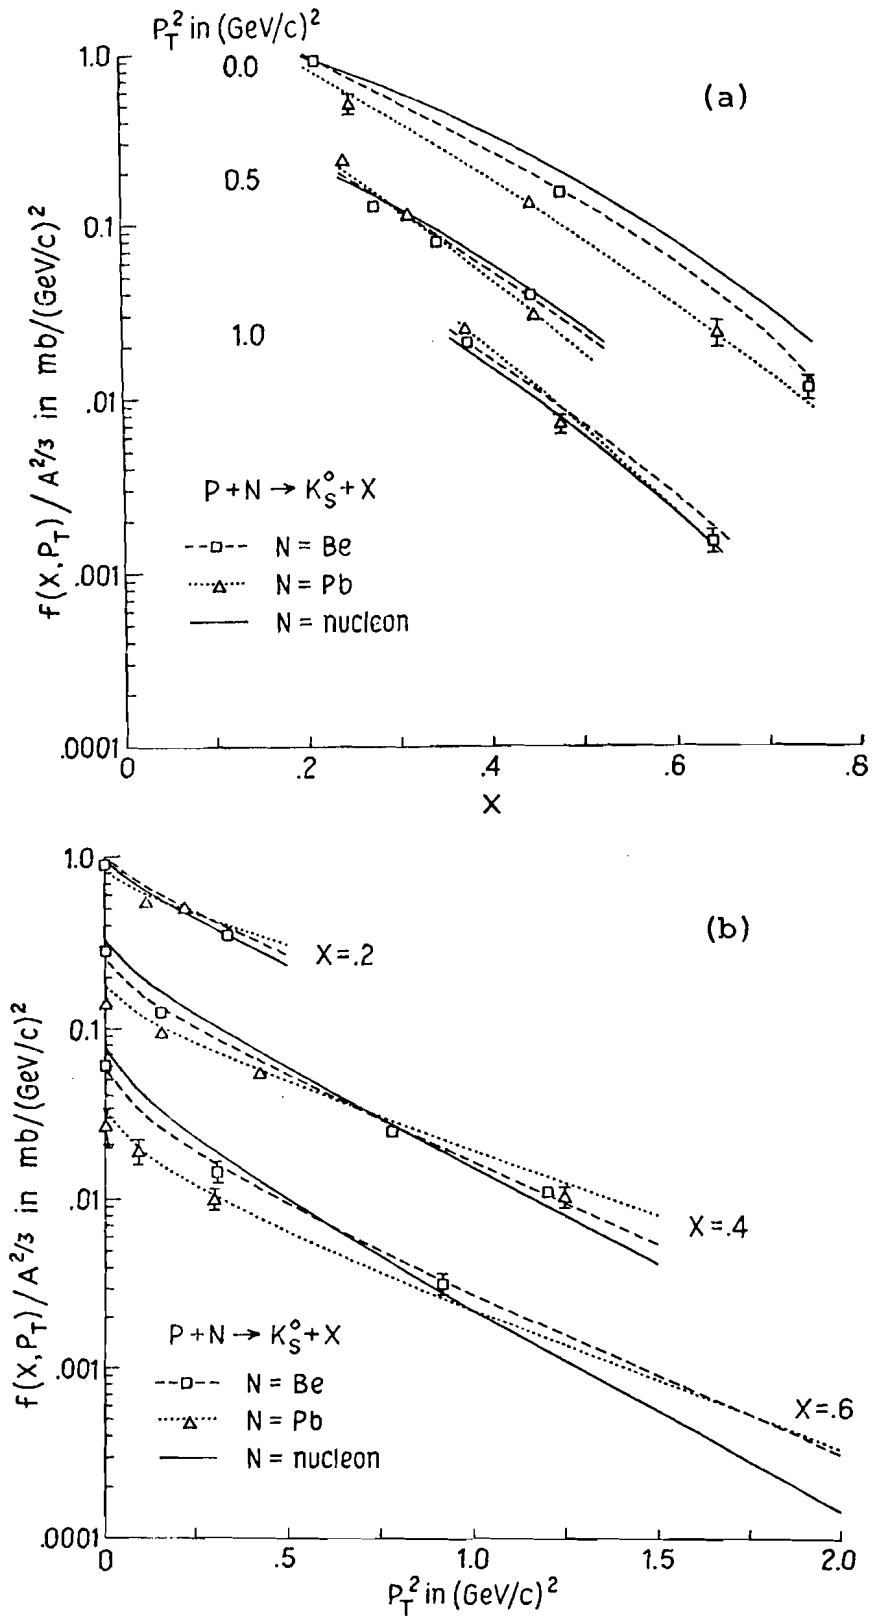 P_T^2 in (GeV/c)^2
(a)
1.0
0.0
0.5
0.1
1.0
.01
.001
.0001
f(X,P_T)/A^{2/3} in mb/(GeV/c)^2
P+N→K_S^0+X
N = Be
N = Pb
N = nucleon
0 .2 .4 .6 .8
X
(b)
1.0
0.1
.01
.001
.0001
f(X,P_T)/A^{2/3} in mb/(GeV/c)^2
X=.2
X=.4
X=.6
P+N→K_S^0+X
N = Be
N = Pb
N = nucleon
0 .5 1.0 1.5 2.0
P_T^2 in (GeV/c)^2